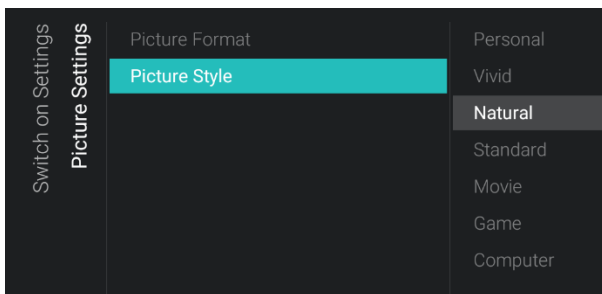 Switch on Settings
Picture Settings
Picture Format
Picture Style
Personal
Vivid
Natural
Standard
Movie
Game
Computer